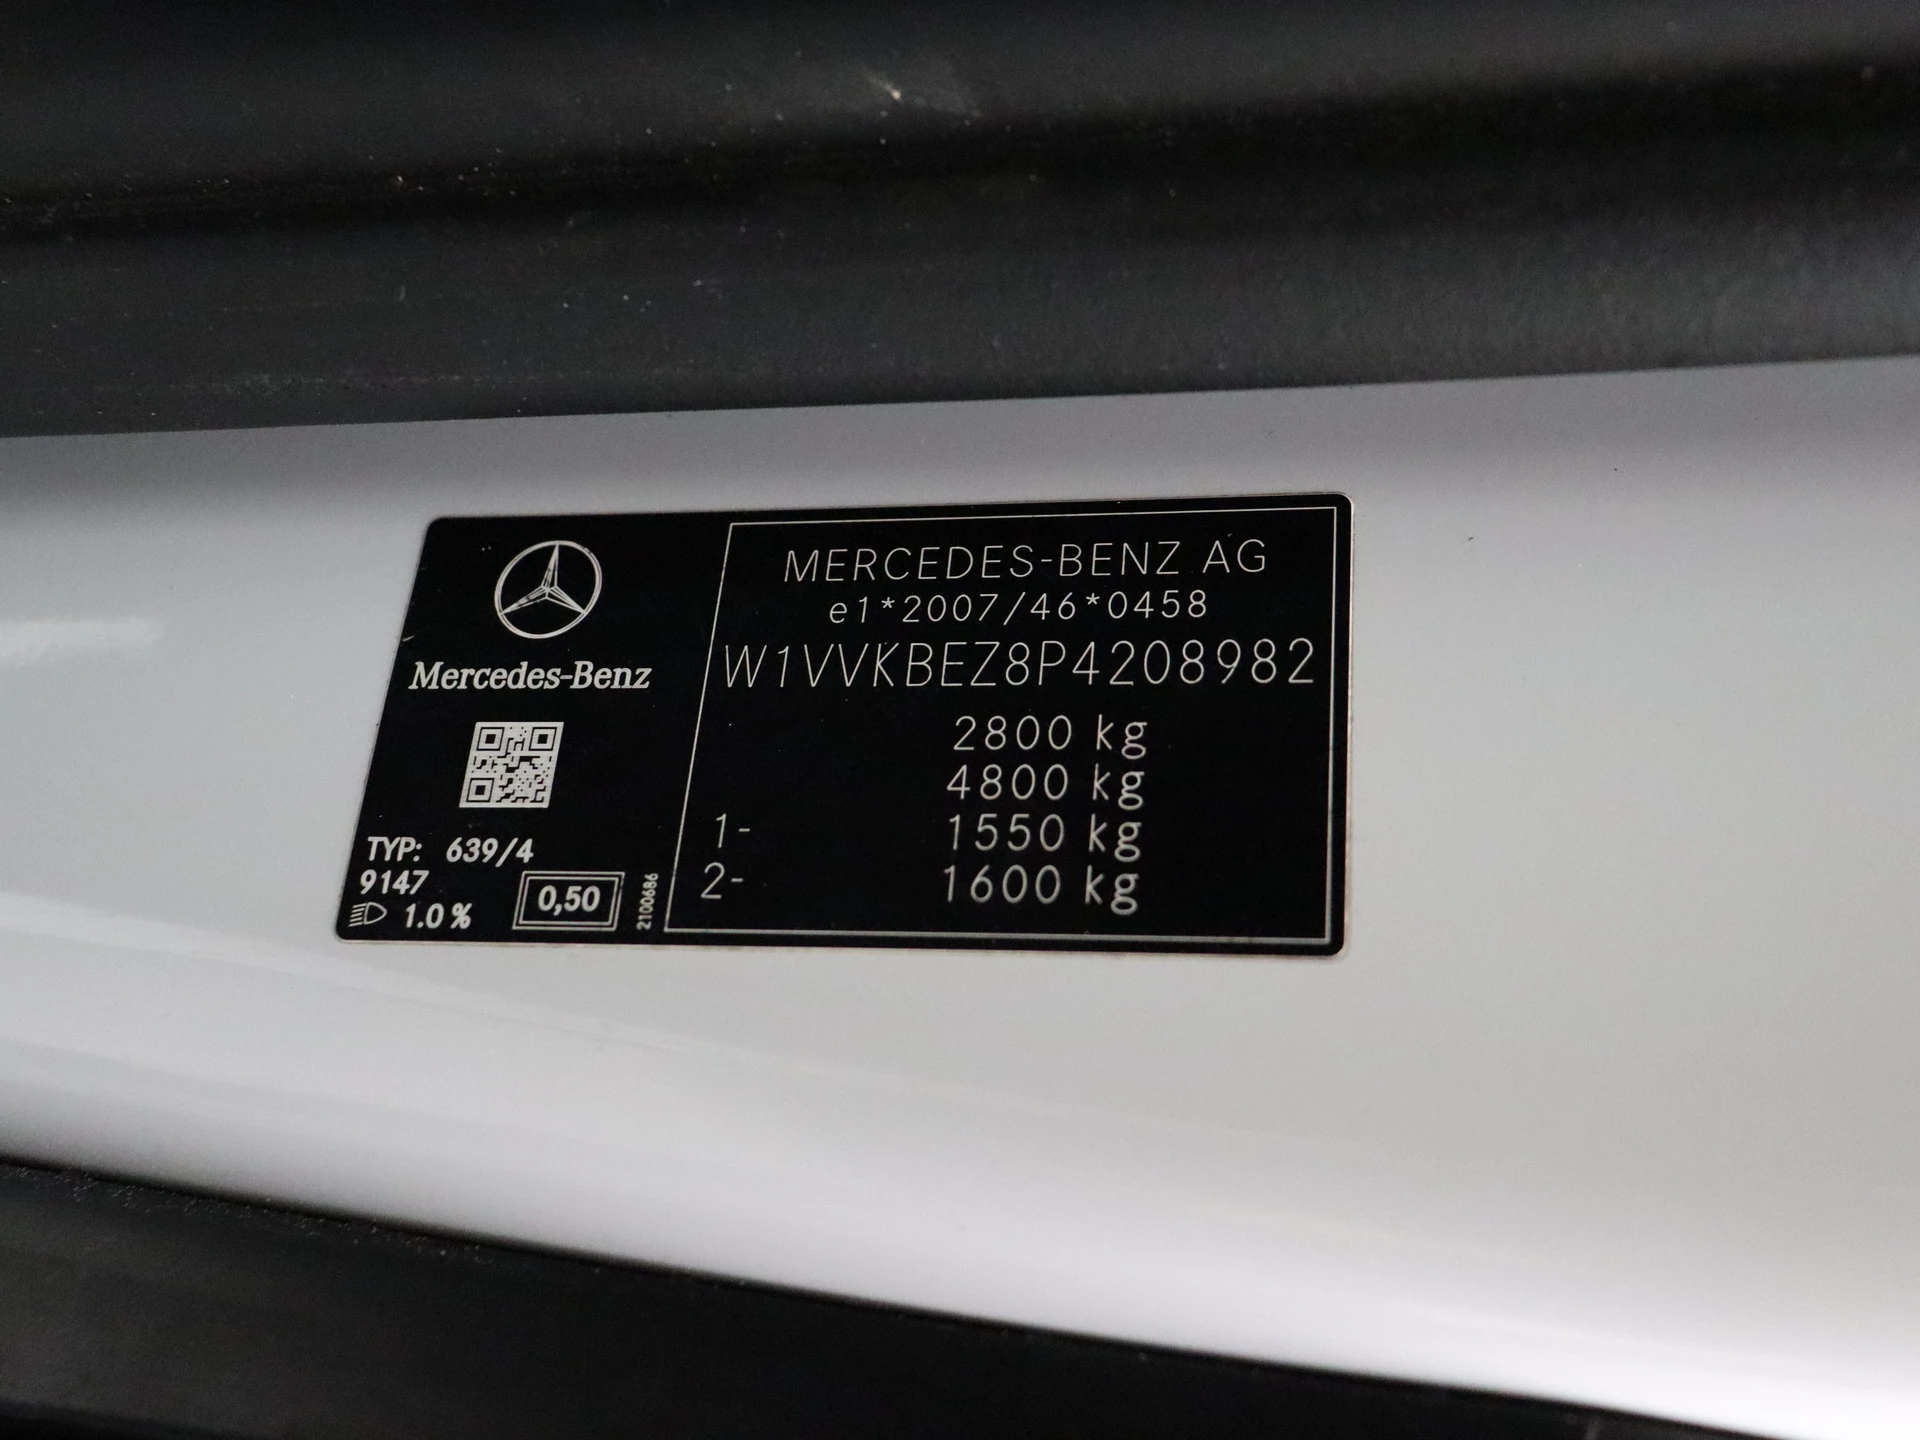 Mercedes-Benz
TYP: 639/4
9147
1.0 %
0,50
2100686
MERCEDES-BENZ AG
e1*2007/46*0458
W1VVKBEZ8P4208982
2800 kg
4800 kg
1- 1550 kg
2- 1600 kg